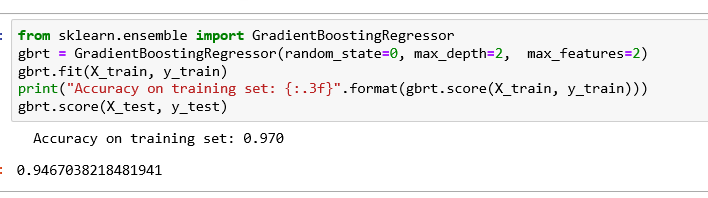 : from sklearn.ensemble import GradientBoostingRegressor
gbrt = GradientBoostingRegressor(random_state=0, max_depth=2,  max_features=2)
gbrt.fit(X_train, y_train)
print("Accuracy on training set: {:.3f}".format(gbrt.score(X_train, y_train)))
gbrt.score(X_test, y_test)
Accuracy on training set: 0.970
: 0.9467038218481941